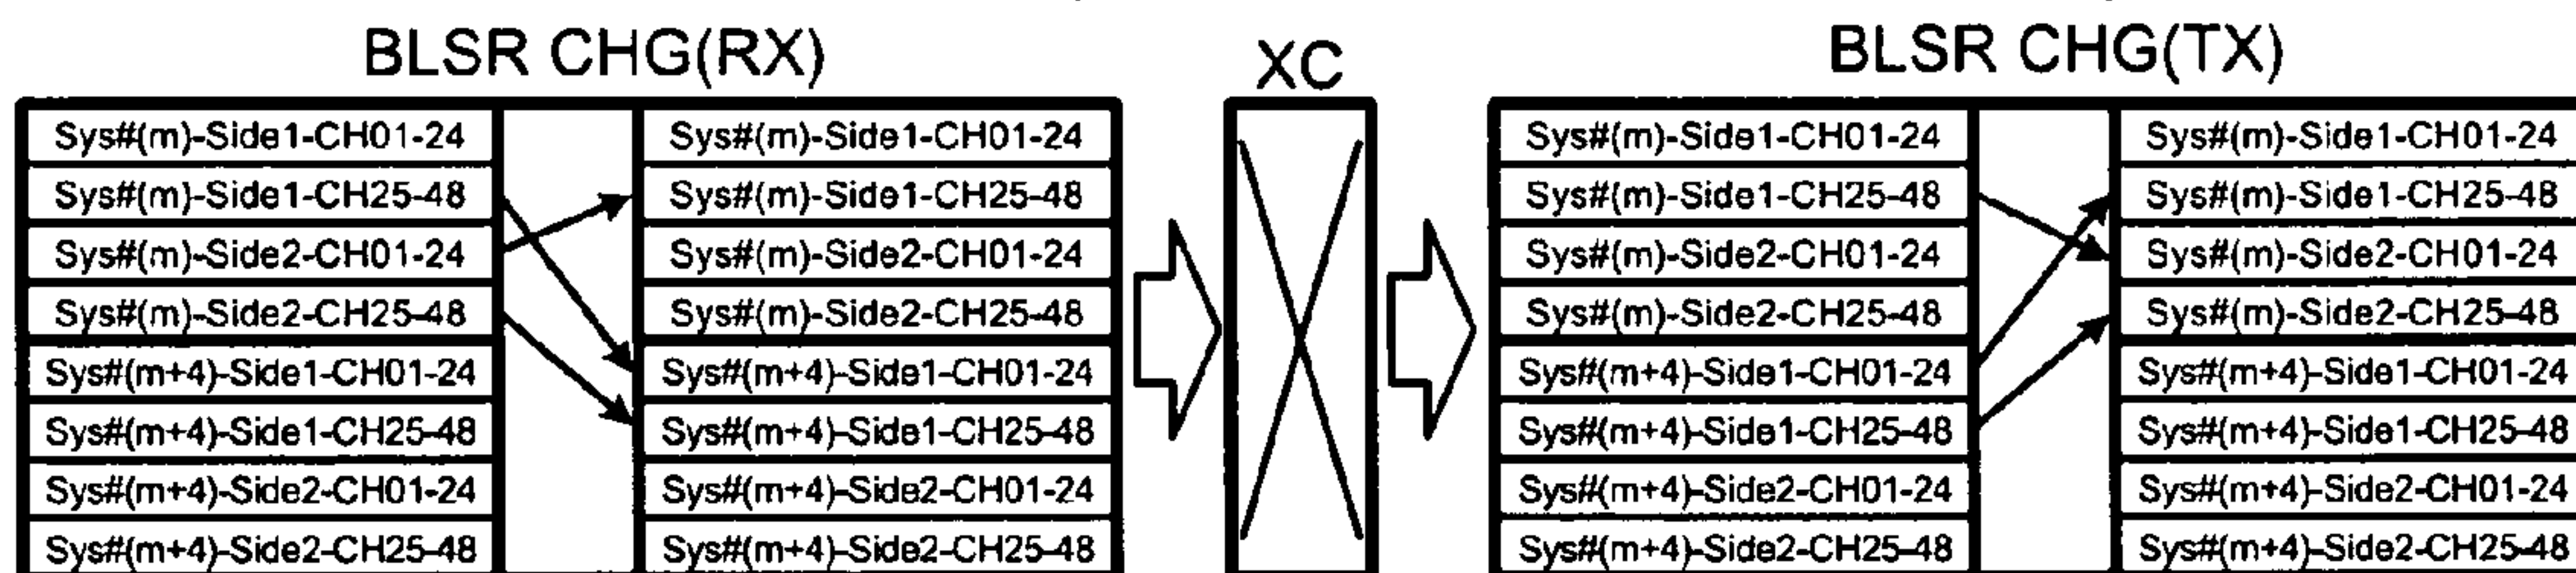 BLSR CHG(RX) XC BLSR CHG(TX)
Sys#(m)-Side1-CH01-24 Sys#(m)-Side1-CH01-24 Sys#(m)-Side1-CH01-24 Sys#(m)-Side1-CH01-24
Sys#(m)-Side1-CH25-48 Sys#(m)-Side1-CH25-48 Sys#(m)-Side1-CH25-48 Sys#(m)-Side1-CH25-48
Sys#(m)-Side2-CH01-24 Sys#(m)-Side2-CH01-24 Sys#(m)-Side2-CH01-24 Sys#(m)-Side2-CH01-24
Sys#(m)-Side2-CH25-48 Sys#(m)-Side2-CH25-48 Sys#(m)-Side2-CH25-48 Sys#(m)-Side2-CH25-48
Sys#(m+4)-Side1-CH01-24 Sys#(m+4)-Side1-CH01-24 Sys#(m+4)-Side1-CH01-24 Sys#(m+4)-Side1-CH01-24
Sys#(m+4)-Side1-CH25-48 Sys#(m+4)-Side1-CH25-48 Sys#(m+4)-Side1-CH25-48 Sys#(m+4)-Side1-CH25-48
Sys#(m+4)-Side2-CH01-24 Sys#(m+4)-Side2-CH01-24 Sys#(m+4)-Side2-CH01-24 Sys#(m+4)-Side2-CH01-24
Sys#(m+4)-Side2-CH25-48 Sys#(m+4)-Side2-CH25-48 Sys#(m+4)-Side2-CH25-48 Sys#(m+4)-Side2-CH25-48